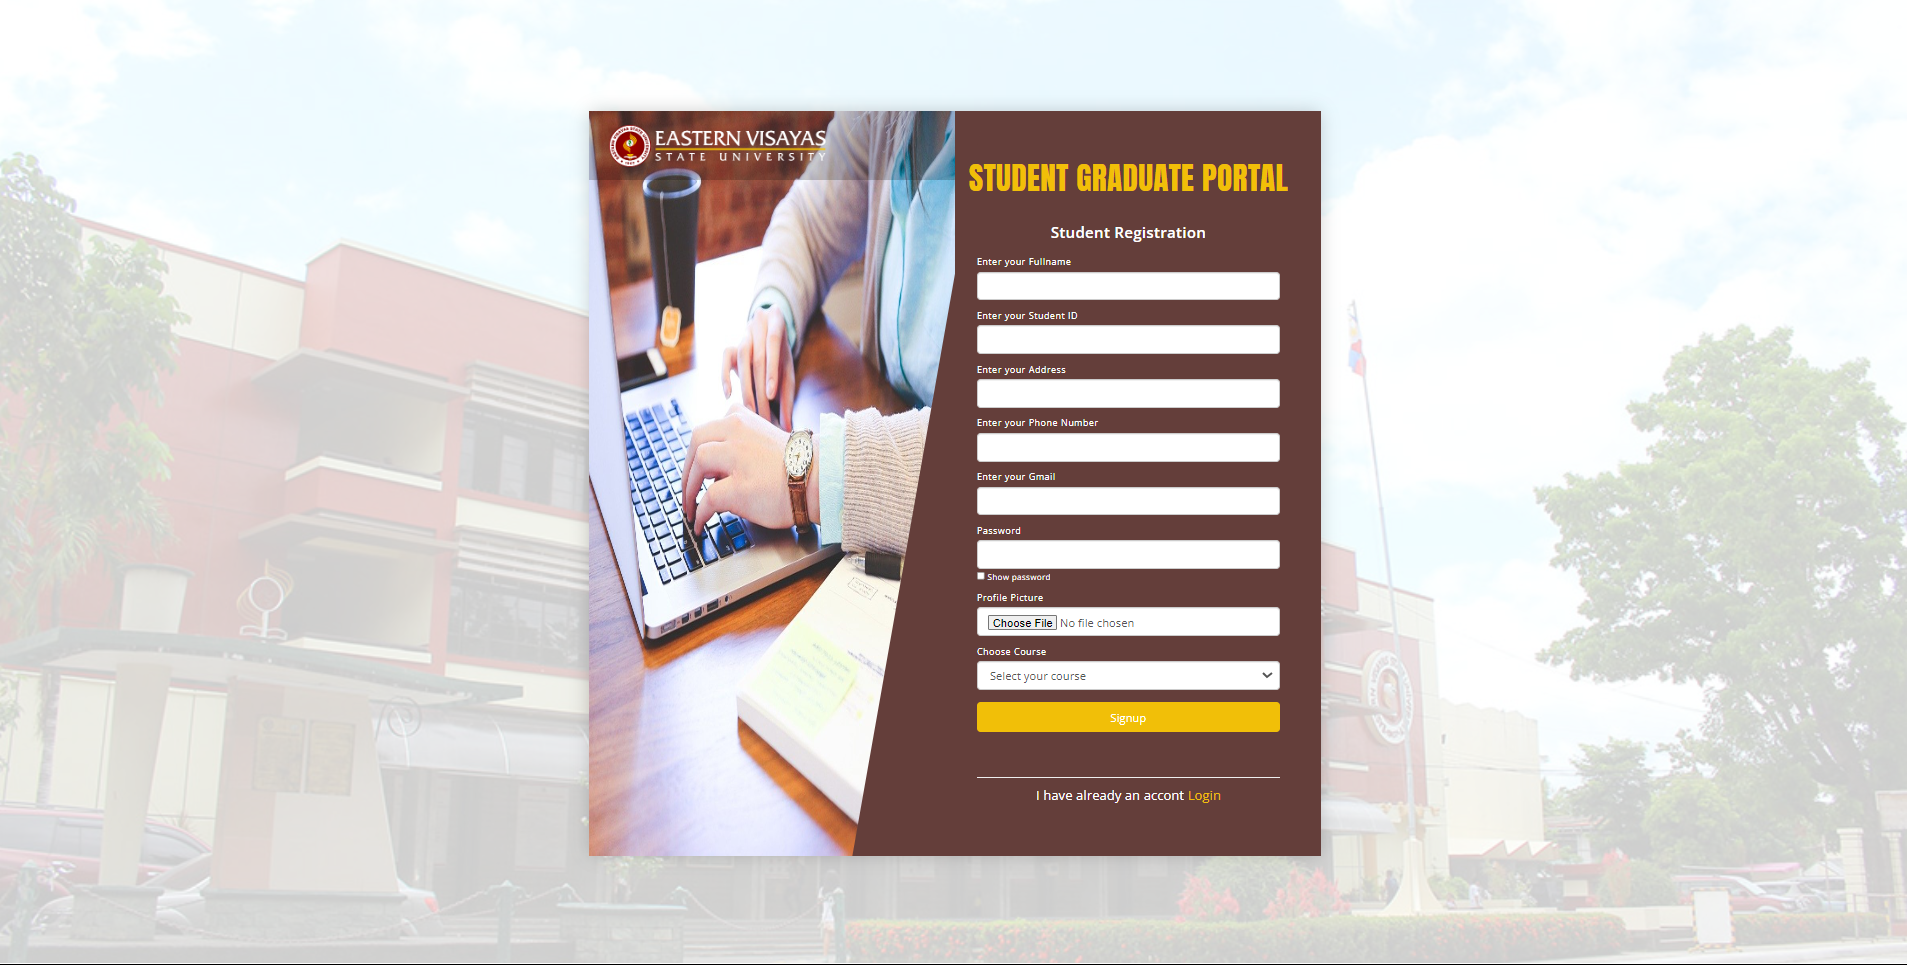 EASTERN VISAYAS
STATE UNIVERSITY
STUDENT GRADUATE PORTAL
Student Registration
Enter your Fullname
Enter your Student ID
Enter your Address
Enter your Phone Number
Enter your Gmail
Password
Show password
Profile Picture
Choose File No file chosen
Choose Course
Select your course
Signup
I have already an accont Login